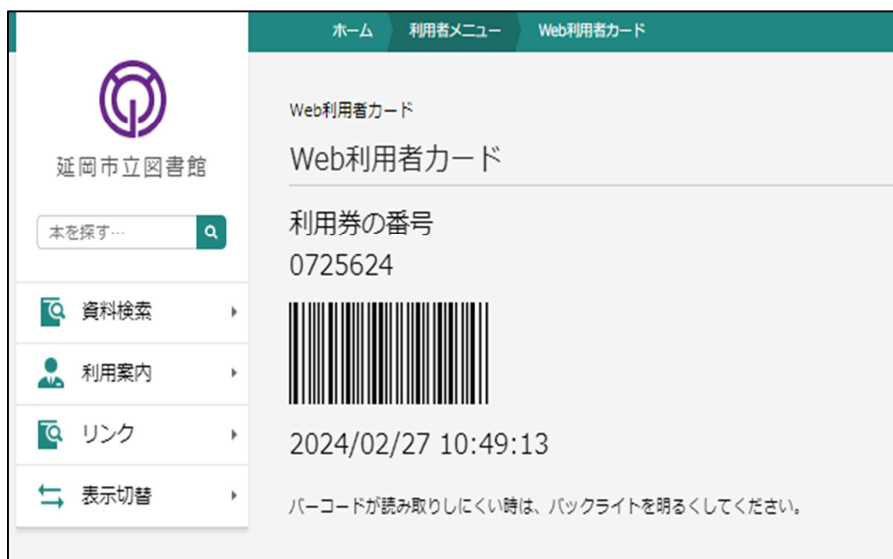 ホーム 利用者メニュー Web利用者カード
延岡市立図書館
本を探す…
資料検索
利用案内
リンク
表示切替
Web利用者カード
Web利用者カード
利用券の番号
0725624
2024/02/27 10:49:13
バーコードが読み取りしにくい時は、バックライトを明るくしてください。